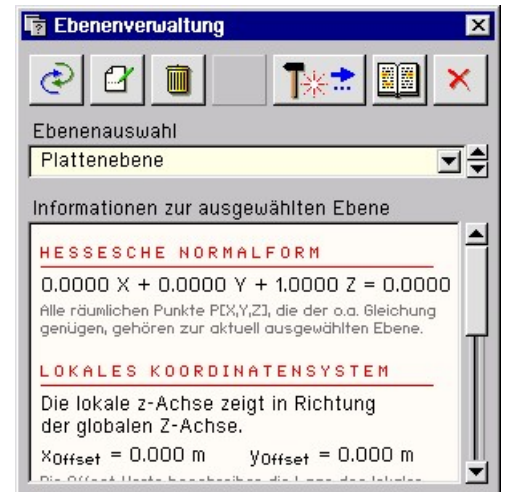 Ebenenverwaltung
Ebenenauswahl
Plattenebene
Informationen zur ausgewählten Ebene
HESSESCHE NORMALFORM
0.0000 X + 0.0000 Y + 1.0000 Z = 0.0000
Alle räumlichen Punkte P[X,Y,Z], die der o.a. Gleichung
genügen, gehören zur aktuell ausgewählten Ebene.
LOKALES KOORDINATENSYSTEM
Die lokale z-Achse zeigt in Richtung
der globalen Z-Achse.
xOffset = 0.000 m yOffset = 0.000 m